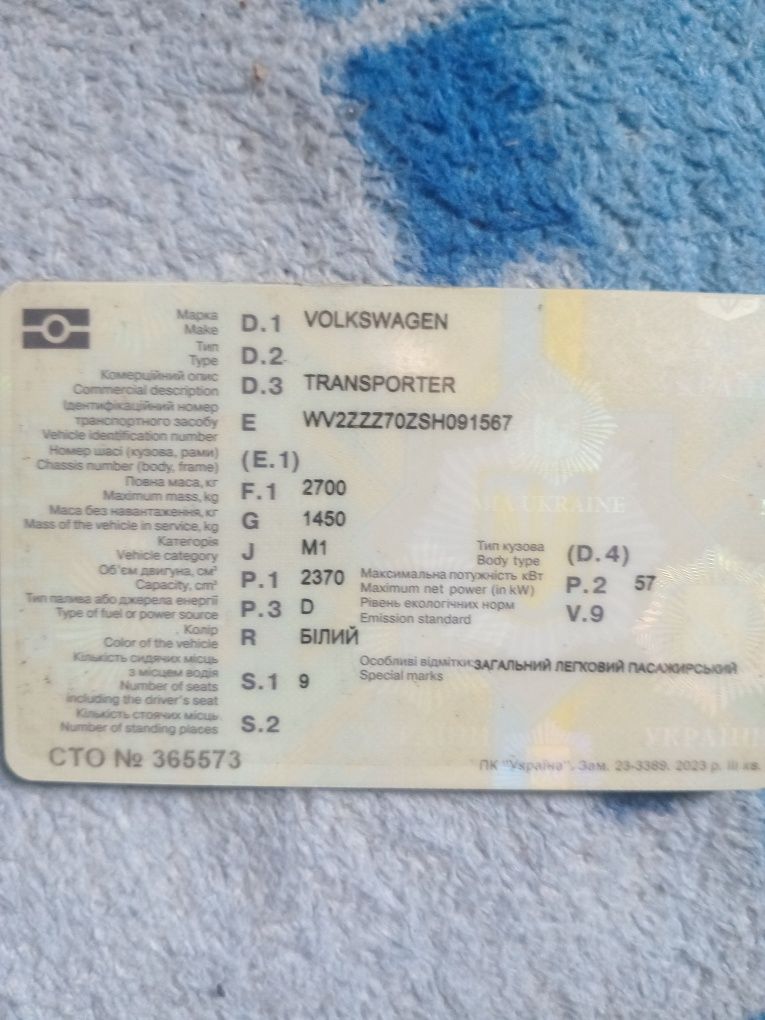 Марка
Make D.1 VOLKSWAGEN
Тип
Type D.2
Комерційний опис
Commercial description D.3 TRANSPORTER
Ідентифікаційний номер
транспортного засобу
Vehicle identification number E WV2ZZZ70ZSH091567
Номер шасі (кузова, рами)
Chassis number (body, frame) (E.1)
Повна маса, кг
Maximum mass, kg F.1 2700
Маса без навантаження, кг
Mass of the vehicle in service, kg G 1450
Категорія
Vehicle category J M1
Тип кузова
Body type (D.4)
Об'єм двигуна, см³
Capacity, cm³ P.1 2370
Максимальна потужність кВт
Maximum net power (in kW) P.2 57
Тип палива або джерела енергії
Type of fuel or power source P.3 D
Рівень екологічних норм
Emission standard V.9
Колір
Color of the vehicle R БІЛИЙ
Кількість сидячих місць
з місцем водія
Number of seats
including the driver's seat S.1 9
Особливі відмітки: ЗАГАЛЬНИЙ ЛЕГКОВИЙ ПАСАЖИРСЬКИЙ
Special marks
Кількість стоячих місць
Number of standing places S.2
СТО № 365573
ПК "Україна". Зам. 23-3389. 2023 р. III кв.
UKRAINE